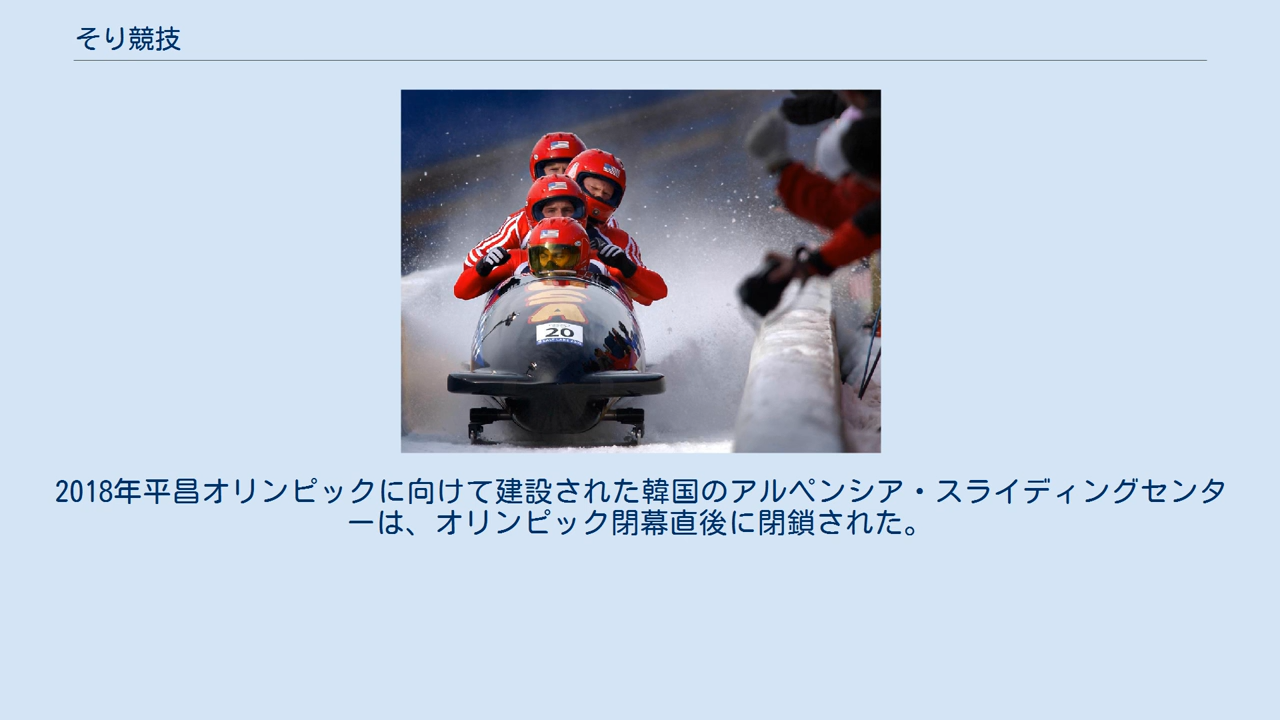 そり競技
USA
20
2018年平昌オリンピックに向けて建設された韓国のアルペンシア・スライディングセンタ
ーは、オリンピック閉幕直後に閉鎖された。